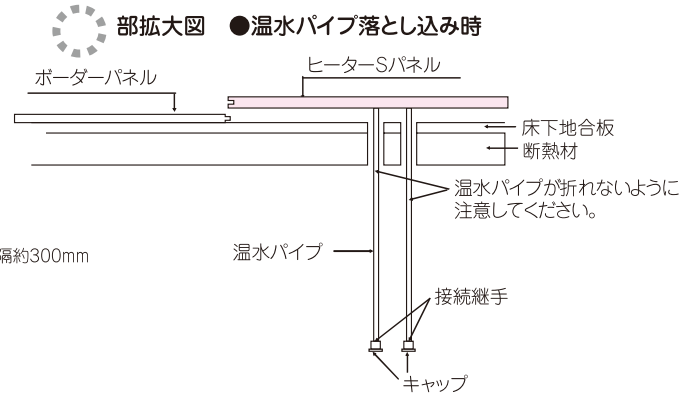 部拡大図 ●温水パイプ落とし込み時
ヒーターSパネル
ボーダーパネル
床下地合板
断熱材
温水パイプが折れないように
注意してください。
温水パイプ
隔約300mm
接続継手
キャップ